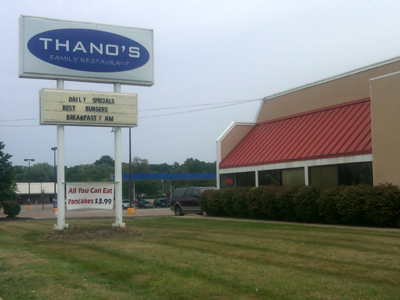 THANO'S
FAMILY RESTAURANT
DAILY SPECIALS
BEST BURGERS
BREAKFAST 7 AM
All You Can Eat
Pancakes $3.99